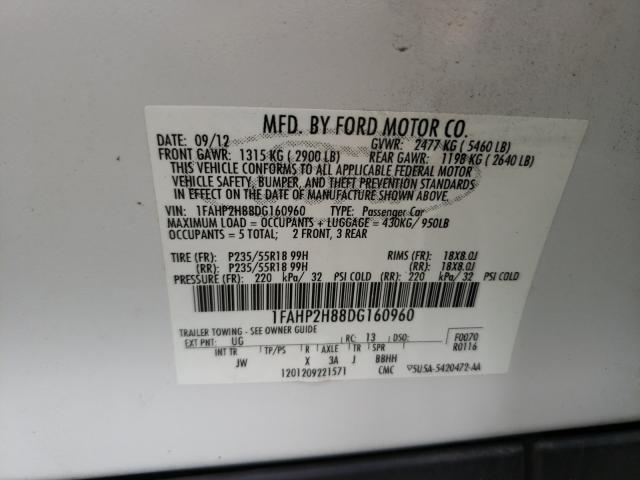 MFD. BY FORD MOTOR CO.
DATE: 09/12 GVWR: 2477 KG ( 5460 LB)
FRONT GAWR: 1315 KG ( 2900 LB) REAR GAWR: 1198 KG ( 2640 LB)
THIS VEHICLE CONFORMS TO ALL APPLICABLE FEDERAL MOTOR
VEHICLE SAFETY, BUMPER, AND THEFT PREVENTION STANDARDS
IN EFFECT ON THE DATE OF MANUFACTURE SHOWN ABOVE.
VIN: 1FAHP2H88DG160960 TYPE: Passenger Car
MAXIMUM LOAD = OCCUPANTS + LUGGAGE = 430KG/ 950LB
OCCUPANTS = 5 TOTAL; 2 FRONT, 3 REAR
TIRE (FR): P235/55R18 99H RIMS (FR): 18X8.0J
(RR): P235/55R18 99H (RR): 18X8.0J
PRESSURE (FR): 220 kPa/ 32 PSI COLD (RR): 220 kPa/ 32 PSI COLD
1FAHP2H88DG160960
TRAILER TOWING - SEE OWNER GUIDE
EXT PNT: UG RC: 13 DSO: F0070
R0116
INT TR TP/PS R AXLE TR SPR
JW X 3A J BBHH
1201209221571 CMC 5U5A-5420472-AA